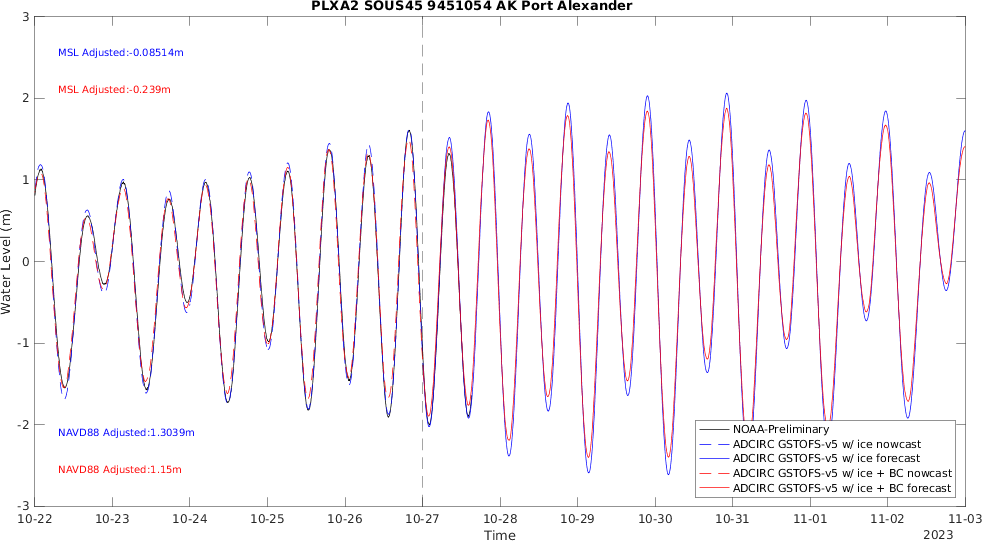 PLXA2 SOUS45 9451054 AK Port Alexander
3
2
1
0
-1
-2
-3
Water Level (m)
MSL Adjusted:-0.08514m
MSL Adjusted:-0.239m
NAVD88 Adjusted:1.3039m
NAVD88 Adjusted:1.15m
NOAA-Preliminary
ADCIRC GSTOFS-v5 w/ ice nowcast
ADCIRC GSTOFS-v5 w/ ice forecast
ADCIRC GSTOFS-v5 w/ ice + BC nowcast
ADCIRC GSTOFS-v5 w/ ice + BC forecast
10-22 10-23 10-24 10-25 10-26 10-27 10-28 10-29 10-30 10-31 11-01 11-02 11-03
Time
2023